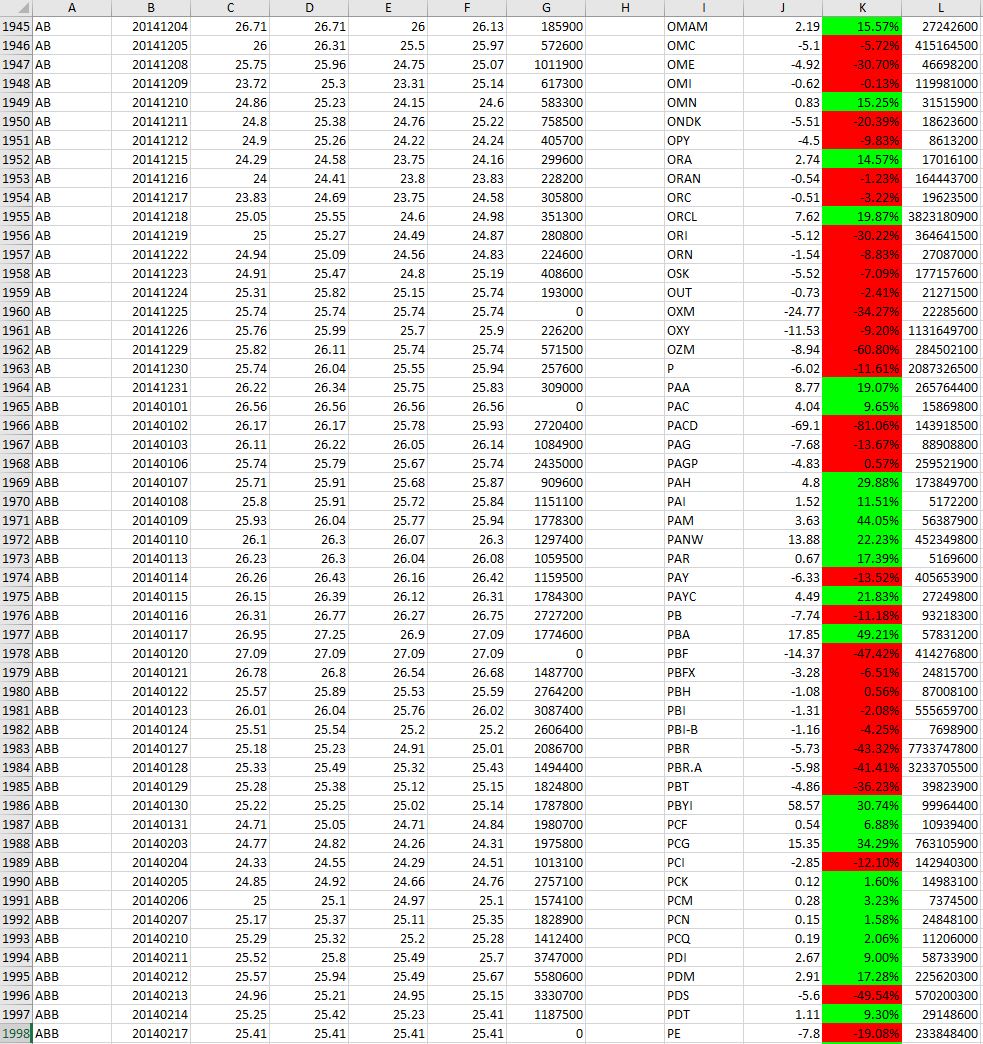 A B C D E F G H I J K L
1945 AB 20141204 26.71 26.71 26 26.13 185900 OMAM 2.19 15.57% 27242600
1946 AB 20141205 26 26.31 25.5 25.97 572600 OMC -5.1 -5.72% 415164500
1947 AB 20141208 25.75 25.96 24.75 25.07 1011900 OME -4.92 -30.70% 46698200
1948 AB 20141209 23.72 25.3 23.31 25.14 617300 OMI -0.62 -0.13% 119981000
1949 AB 20141210 24.86 25.23 24.15 24.6 583300 OMN 0.83 15.25% 31515900
1950 AB 20141211 24.8 25.38 24.76 25.22 758500 ONDK -5.51 -20.39% 18623600
1951 AB 20141212 24.9 25.26 24.22 24.24 405700 OPY -4.5 -9.83% 8613200
1952 AB 20141215 24.29 24.58 23.75 24.16 299600 ORA 2.74 14.57% 17016100
1953 AB 20141216 24 24.41 23.8 23.83 228200 ORAN -0.54 -1.23% 164443700
1954 AB 20141217 23.83 24.69 23.75 24.58 305800 ORC -0.51 -3.22% 19623500
1955 AB 20141218 25.05 25.55 24.6 24.98 351300 ORCL 7.62 19.87% 3823180900
1956 AB 20141219 25 25.27 24.49 24.87 280800 ORI -5.12 -30.22% 364641500
1957 AB 20141222 24.94 25.09 24.56 24.83 224600 ORN -1.54 -8.83% 27087000
1958 AB 20141223 24.91 25.47 24.8 25.19 408600 OSK -5.52 -7.09% 177157600
1959 AB 20141224 25.31 25.82 25.15 25.74 193000 OUT -0.73 -2.41% 21271500
1960 AB 20141225 25.74 25.74 25.74 25.74 0 OXM -24.77 -34.27% 22285600
1961 AB 20141226 25.76 25.99 25.7 25.9 226200 OXY -11.53 -9.20% 1131649700
1962 AB 20141229 25.82 26.11 25.74 25.74 571500 OZM -8.94 -60.80% 284502100
1963 AB 20141230 25.74 26.04 25.55 25.94 257600 P -6.02 -11.61% 2087326500
1964 AB 20141231 26.22 26.34 25.75 25.83 309000 PAA 8.77 19.07% 265764400
1965 ABB 20140101 26.56 26.56 26.56 26.56 0 PAC 4.04 9.65% 15869800
1966 ABB 20140102 26.17 26.17 25.78 25.93 2720400 PACD -69.1 -81.06% 143918500
1967 ABB 20140103 26.11 26.22 26.05 26.14 1084900 PAG -7.68 -13.67% 88908800
1968 ABB 20140106 25.74 25.79 25.67 25.74 2435000 PAGP -4.83 0.57% 259521900
1969 ABB 20140107 25.71 25.91 25.68 25.87 909600 PAH 4.8 29.88% 173849700
1970 ABB 20140108 25.8 25.91 25.72 25.84 1151100 PAI 1.52 11.51% 5172200
1971 ABB 20140109 25.93 26.04 25.77 25.94 1778300 PAM 3.63 44.05% 56387900
1972 ABB 20140110 26.1 26.3 26.07 26.3 1297400 PANW 13.88 22.23% 452349800
1973 ABB 20140113 26.23 26.3 26.04 26.08 1059500 PAR 0.67 17.39% 5169600
1974 ABB 20140114 26.26 26.43 26.16 26.42 1159500 PAY -6.33 -13.52% 405653900
1975 ABB 20140115 26.15 26.39 26.12 26.31 1784300 PAYC 4.49 21.83% 27249800
1976 ABB 20140116 26.31 26.77 26.27 26.75 2727200 PB -7.74 -11.18% 93218300
1977 ABB 20140117 26.95 27.25 26.9 27.09 1774600 PBA 17.85 49.21% 57831200
1978 ABB 20140120 27.09 27.09 27.09 27.09 0 PBF -14.37 -47.42% 414276800
1979 ABB 20140121 26.78 26.8 26.54 26.68 1487700 PBFX -3.28 -6.51% 24815700
1980 ABB 20140122 25.57 25.89 25.53 25.59 2764200 PBH -1.08 0.56% 87008100
1981 ABB 20140123 26.01 26.04 25.76 26.02 3087400 PBI -1.31 -2.08% 555659700
1982 ABB 20140124 25.51 25.54 25.2 25.2 2606400 PBI-B -1.16 -4.25% 7698900
1983 ABB 20140127 25.18 25.23 24.91 25.01 2086700 PBR -5.73 -43.32% 7733747800
1984 ABB 20140128 25.33 25.49 25.32 25.43 1494400 PBR.A -5.98 -41.41% 3233705500
1985 ABB 20140129 25.28 25.38 25.12 25.15 1824800 PBT -4.86 -36.23% 39823900
1986 ABB 20140130 25.22 25.25 25.02 25.14 1787800 PBYI 58.57 30.74% 99964400
1987 ABB 20140131 24.71 25.05 24.71 24.84 1980700 PCF 0.54 6.88% 10939400
1988 ABB 20140203 24.77 24.82 24.26 24.31 1975800 PCG 15.35 34.29% 763105900
1989 ABB 20140204 24.33 24.55 24.29 24.51 1013100 PCI -2.85 -12.10% 142940300
1990 ABB 20140205 24.85 24.92 24.66 24.76 2757100 PCK 0.12 1.60% 14983100
1991 ABB 20140206 25 25.1 24.97 25.1 1574100 PCM 0.28 3.23% 7374500
1992 ABB 20140207 25.17 25.37 25.11 25.35 1828900 PCN 0.15 1.58% 24848100
1993 ABB 20140210 25.29 25.32 25.2 25.28 1412400 PCQ 0.19 2.06% 11206000
1994 ABB 20140211 25.52 25.8 25.49 25.7 3747000 PDI 2.67 9.00% 58733900
1995 ABB 20140212 25.57 25.94 25.49 25.67 5580600 PDM 2.91 17.28% 225620300
1996 ABB 20140213 24.96 25.21 24.95 25.15 3330700 PDS -5.6 -49.54% 570200300
1997 ABB 20140214 25.25 25.42 25.23 25.41 1187500 PDT 1.11 9.30% 29148600
1998 ABB 20140217 25.41 25.41 25.41 25.41 0 PE -7.8 -19.08% 233848400